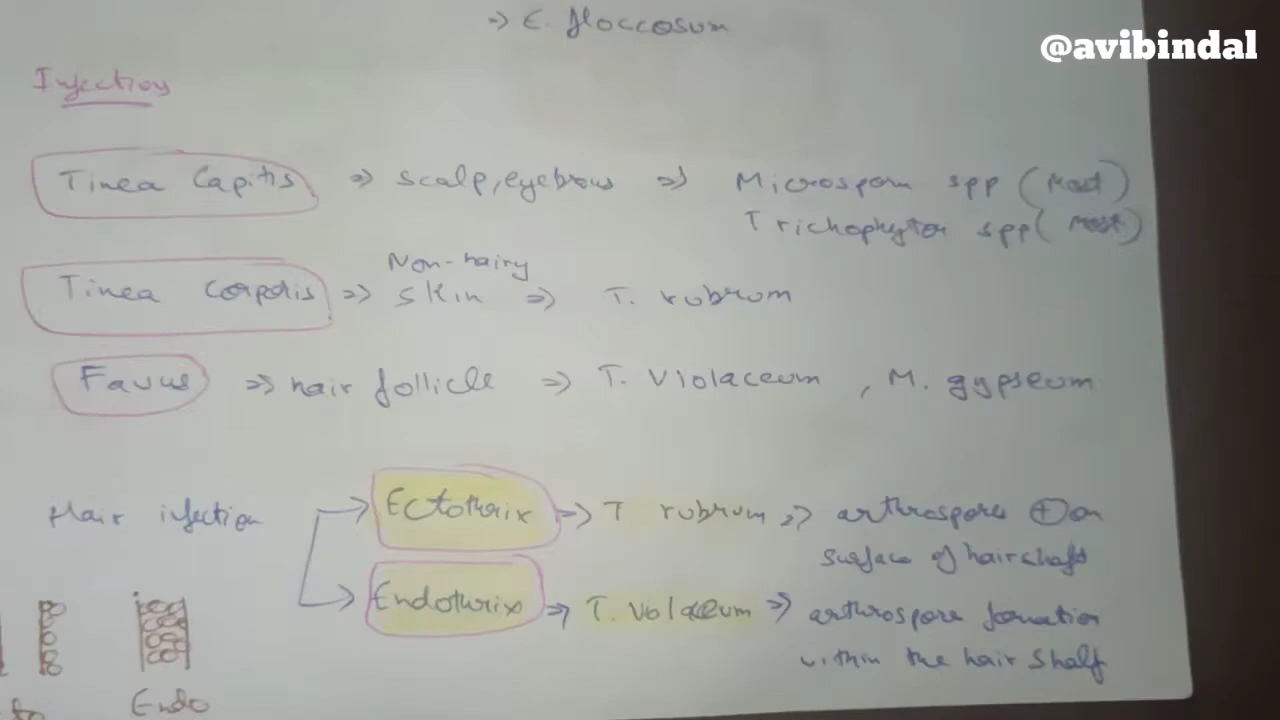 ⇒ E. floccosum
@avibindal
Infections
Tinea Capitis ⇒ scalp, eyebrows ⇒ Microsporum spp (Most)
Trichophyton spp (Most)
Non-hairy
Tinea Corporis ⇒ skin ⇒ T. rubrum
Favus ⇒ hair follicle ⇒ T. Violaceum, M. gypseum
Hair infection → Ectothrix → T rubrum ⇒ arthrospores ⊕ on
surface of hair shaft
→ Endothrix ⇒ T. Violaceum ⇒ arthrospore formation
within the hair Shaft
Endo